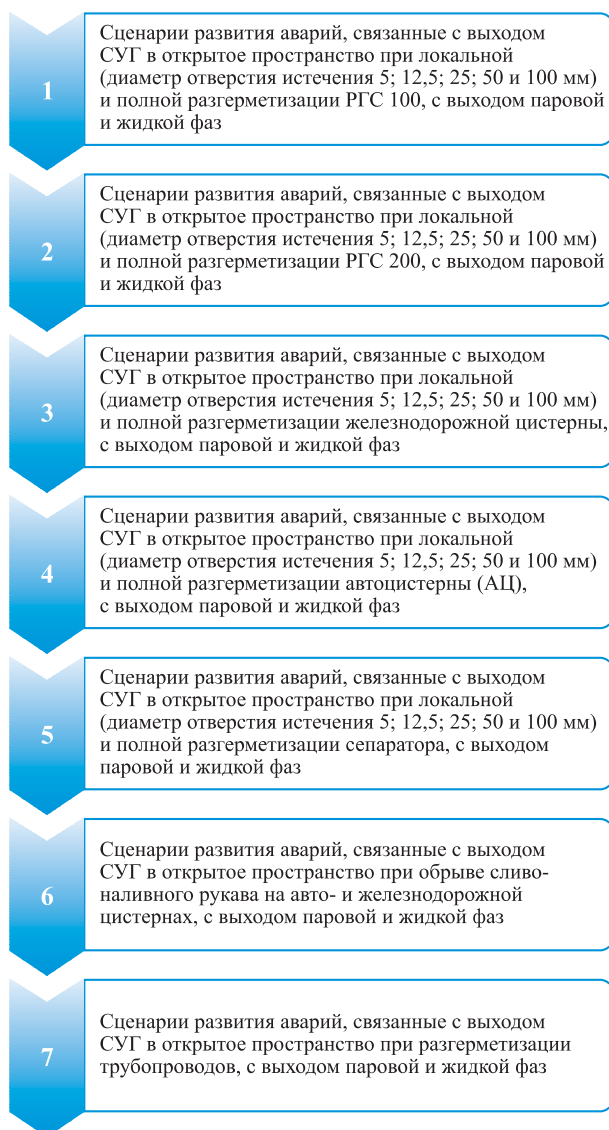 1
Сценарии развития аварий, связанные с выходом
СУГ в открытое пространство при локальной
(диаметр отверстия истечения 5; 12,5; 25; 50 и 100 мм)
и полной разгерметизации РГС 100, с выходом паровой
и жидкой фаз
2
Сценарии развития аварий, связанные с выходом
СУГ в открытое пространство при локальной
(диаметр отверстия истечения 5; 12,5; 25; 50 и 100 мм)
и полной разгерметизации РГС 200, с выходом паровой
и жидкой фаз
3
Сценарии развития аварий, связанные с выходом
СУГ в открытое пространство при локальной
(диаметр отверстия истечения 5; 12,5; 25; 50 и 100 мм)
и полной разгерметизации железнодорожной цистерны,
с выходом паровой и жидкой фаз
4
Сценарии развития аварий, связанные с выходом
СУГ в открытое пространство при локальной
(диаметр отверстия истечения 5; 12,5; 25; 50 и 100 мм)
и полной разгерметизации автоцистерны (АЦ),
с выходом паровой и жидкой фаз
5
Сценарии развития аварий, связанные с выходом
СУГ в открытое пространство при локальной
(диаметр отверстия истечения 5; 12,5; 25; 50 и 100 мм)
и полной разгерметизации сепаратора, с выходом
паровой и жидкой фаз
6
Сценарии развития аварий, связанные с выходом
СУГ в открытое пространство при обрыве сливо-
наливного рукава на авто- и железнодорожной
цистернах, с выходом паровой и жидкой фаз
7
Сценарии развития аварий, связанные с выходом
СУГ в открытое пространство при разгерметизации
трубопроводов, с выходом паровой и жидкой фаз